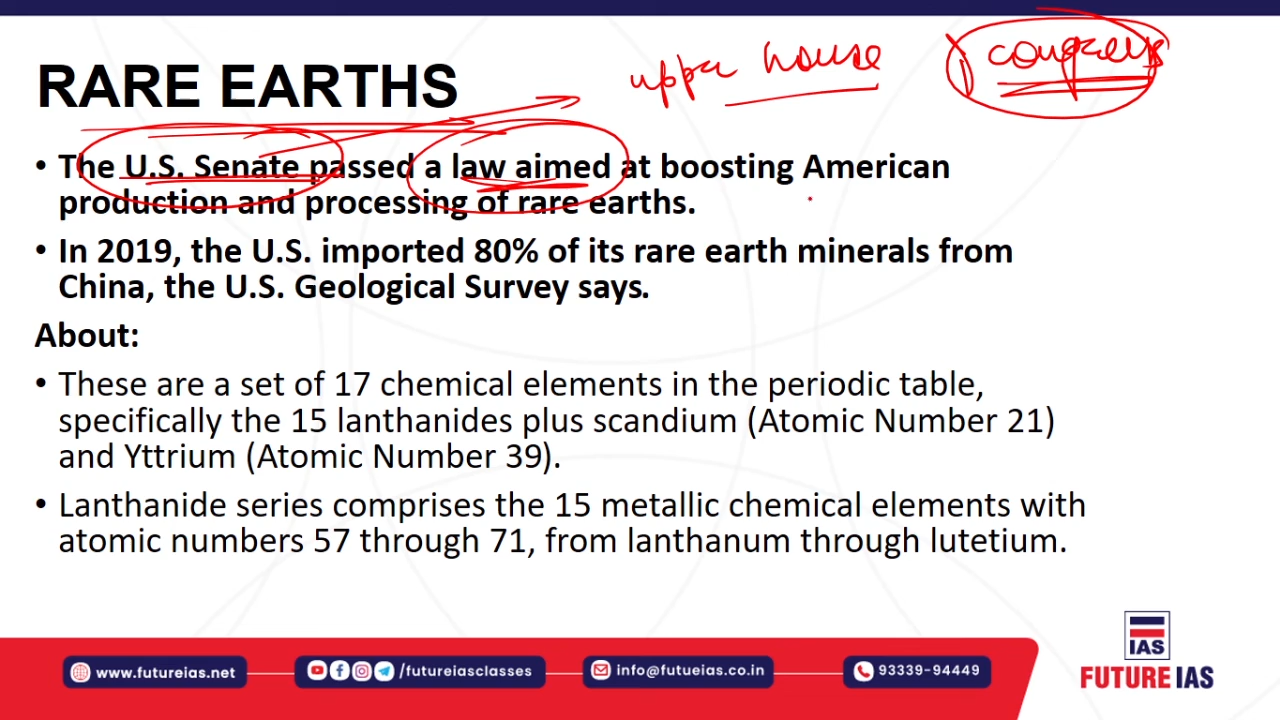 upper house
congress
RARE EARTHS
• The U.S. Senate passed a law aimed at boosting American
production and processing of rare earths.
• In 2019, the U.S. imported 80% of its rare earth minerals from
China, the U.S. Geological Survey says.
About:
• These are a set of 17 chemical elements in the periodic table,
specifically the 15 lanthanides plus scandium (Atomic Number 21)
and Yttrium (Atomic Number 39).
• Lanthanide series comprises the 15 metallic chemical elements with
atomic numbers 57 through 71, from lanthanum through lutetium.
IAS
FUTURE IAS
www.futureias.net
/futureiasclasses
info@futueias.co.in
93339-94449